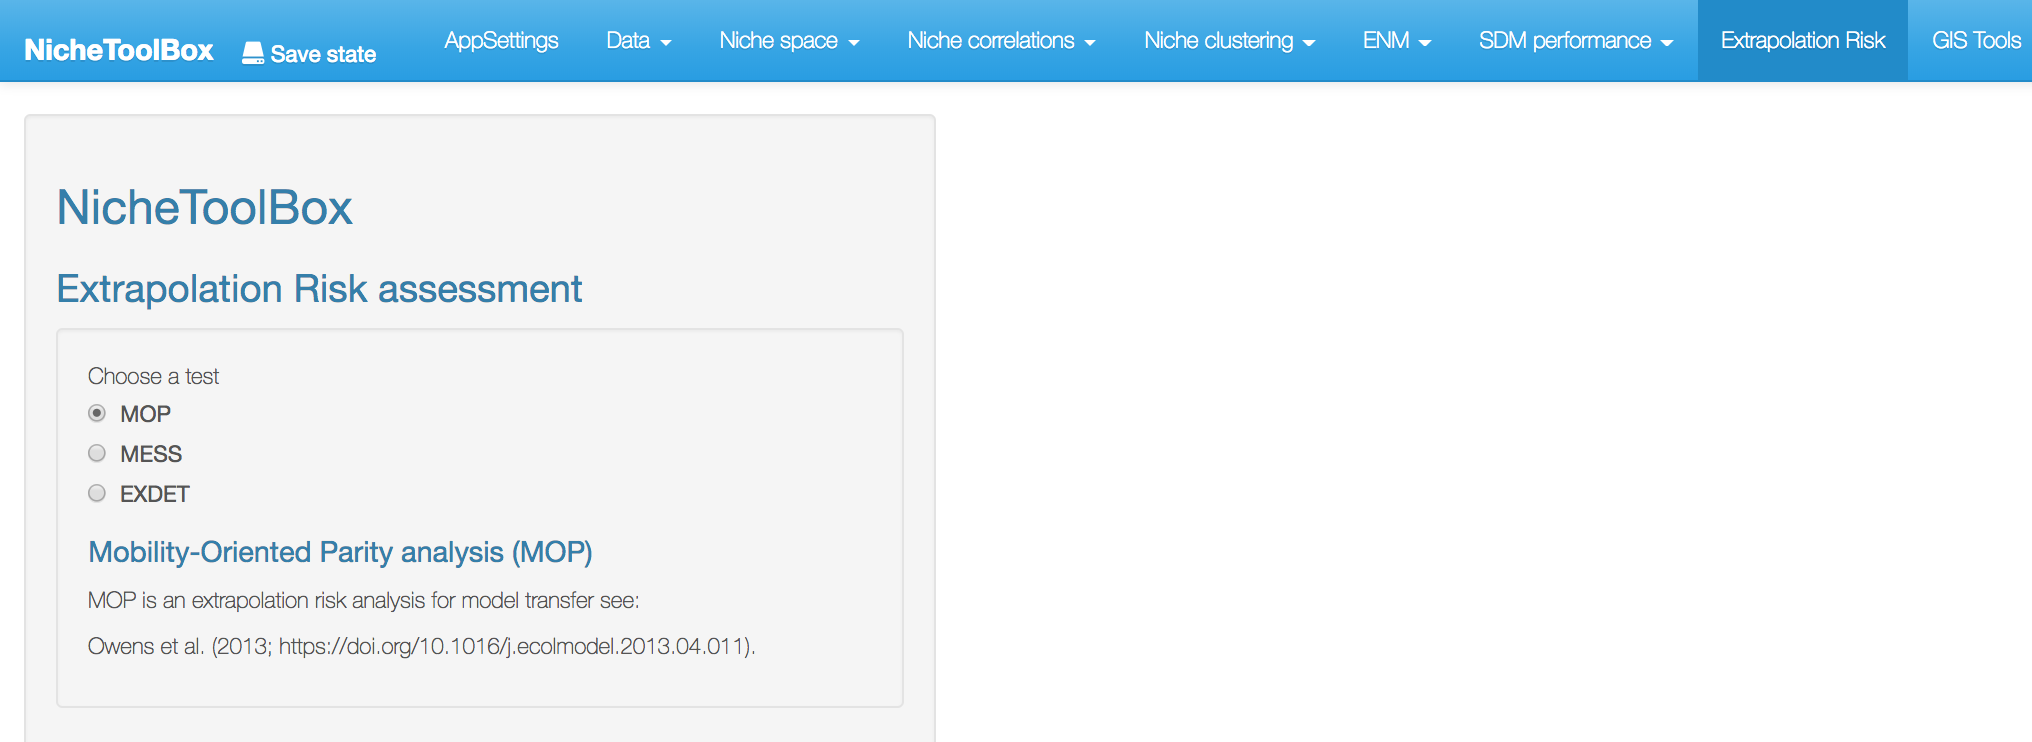 NicheToolBox Save state AppSettings Data Niche space Niche correlations Niche clustering ENM SDM performance Extrapolation Risk GIS Tools
NicheToolBox
Extrapolation Risk assessment
Choose a test
MOP
MESS
EXDET
Mobility-Oriented Parity analysis (MOP)
MOP is an extrapolation risk analysis for model transfer see:
Owens et al. (2013; https://doi.org/10.1016/j.ecolmodel.2013.04.011).